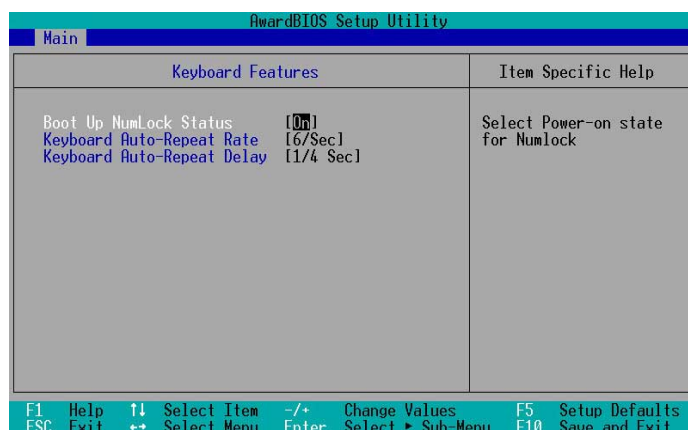 AwardBIOS Setup Utility
Main
Keyboard Features
Item Specific Help
Boot Up NumLock Status [On]
Keyboard Auto-Repeat Rate [6/Sec]
Keyboard Auto-Repeat Delay [1/4 Sec]
Select Power-on state
for Numlock
F1 Help ↑↓ Select Item -/+ Change Values F5 Setup Defaults
ESC Exit ←→ Select Menu Enter Select ► Sub-Menu F10 Save and Exit